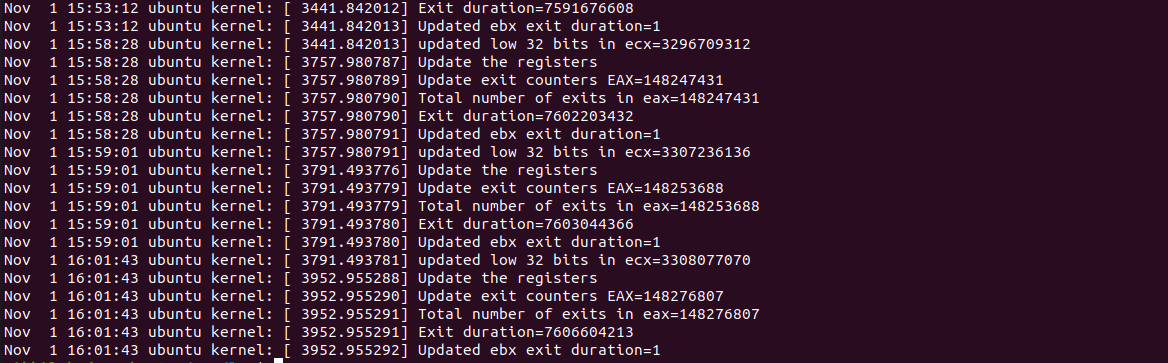 Nov  1 15:53:12 ubuntu kernel: [ 3441.842012] Exit duration=7591676608
Nov  1 15:53:12 ubuntu kernel: [ 3441.842013] Updated ebx exit duration=1
Nov  1 15:58:28 ubuntu kernel: [ 3441.842013] updated low 32 bits in ecx=3296709312
Nov  1 15:58:28 ubuntu kernel: [ 3757.980787] Update the registers
Nov  1 15:58:28 ubuntu kernel: [ 3757.980789] Update exit counters EAX=148247431
Nov  1 15:58:28 ubuntu kernel: [ 3757.980790] Total number of exits in eax=148247431
Nov  1 15:58:28 ubuntu kernel: [ 3757.980790] Exit duration=7602203432
Nov  1 15:58:28 ubuntu kernel: [ 3757.980791] Updated ebx exit duration=1
Nov  1 15:59:01 ubuntu kernel: [ 3757.980791] updated low 32 bits in ecx=3307236136
Nov  1 15:59:01 ubuntu kernel: [ 3791.493776] Update the registers
Nov  1 15:59:01 ubuntu kernel: [ 3791.493779] Update exit counters EAX=148253688
Nov  1 15:59:01 ubuntu kernel: [ 3791.493779] Total number of exits in eax=148253688
Nov  1 15:59:01 ubuntu kernel: [ 3791.493780] Exit duration=7603044366
Nov  1 15:59:01 ubuntu kernel: [ 3791.493780] Updated ebx exit duration=1
Nov  1 16:01:43 ubuntu kernel: [ 3791.493781] updated low 32 bits in ecx=3308077070
Nov  1 16:01:43 ubuntu kernel: [ 3952.955288] Update the registers
Nov  1 16:01:43 ubuntu kernel: [ 3952.955290] Update exit counters EAX=148276807
Nov  1 16:01:43 ubuntu kernel: [ 3952.955291] Total number of exits in eax=148276807
Nov  1 16:01:43 ubuntu kernel: [ 3952.955291] Exit duration=7606604213
Nov  1 16:01:43 ubuntu kernel: [ 3952.955292] Updated ebx exit duration=1